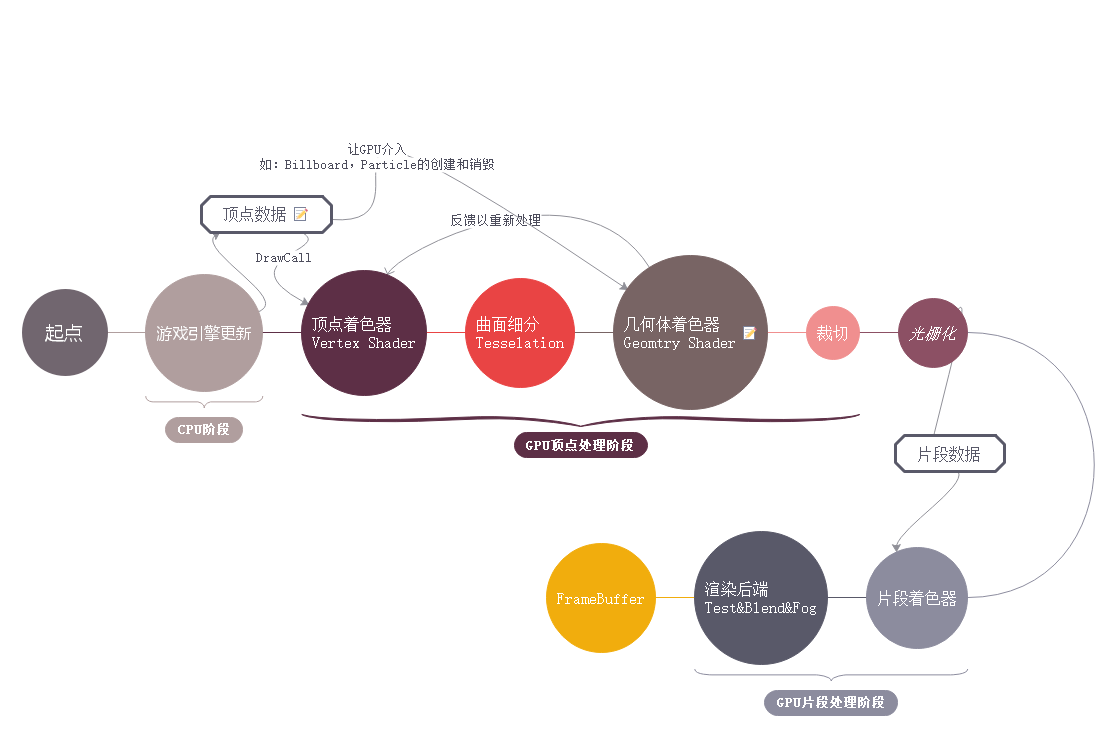 让GPU介入
如：Billboard，Particle的创建和销毁
顶点数据
反馈以重新处理
DrawCall
起点
游戏引擎更新
顶点着色器
Vertex Shader
曲面细分
Tesselation
几何体着色器
Geomtry Shader
裁切
光栅化
CPU阶段
GPU顶点处理阶段
片段数据
FrameBuffer
渲染后端
Test&Blend&Fog
片段着色器
GPU片段处理阶段